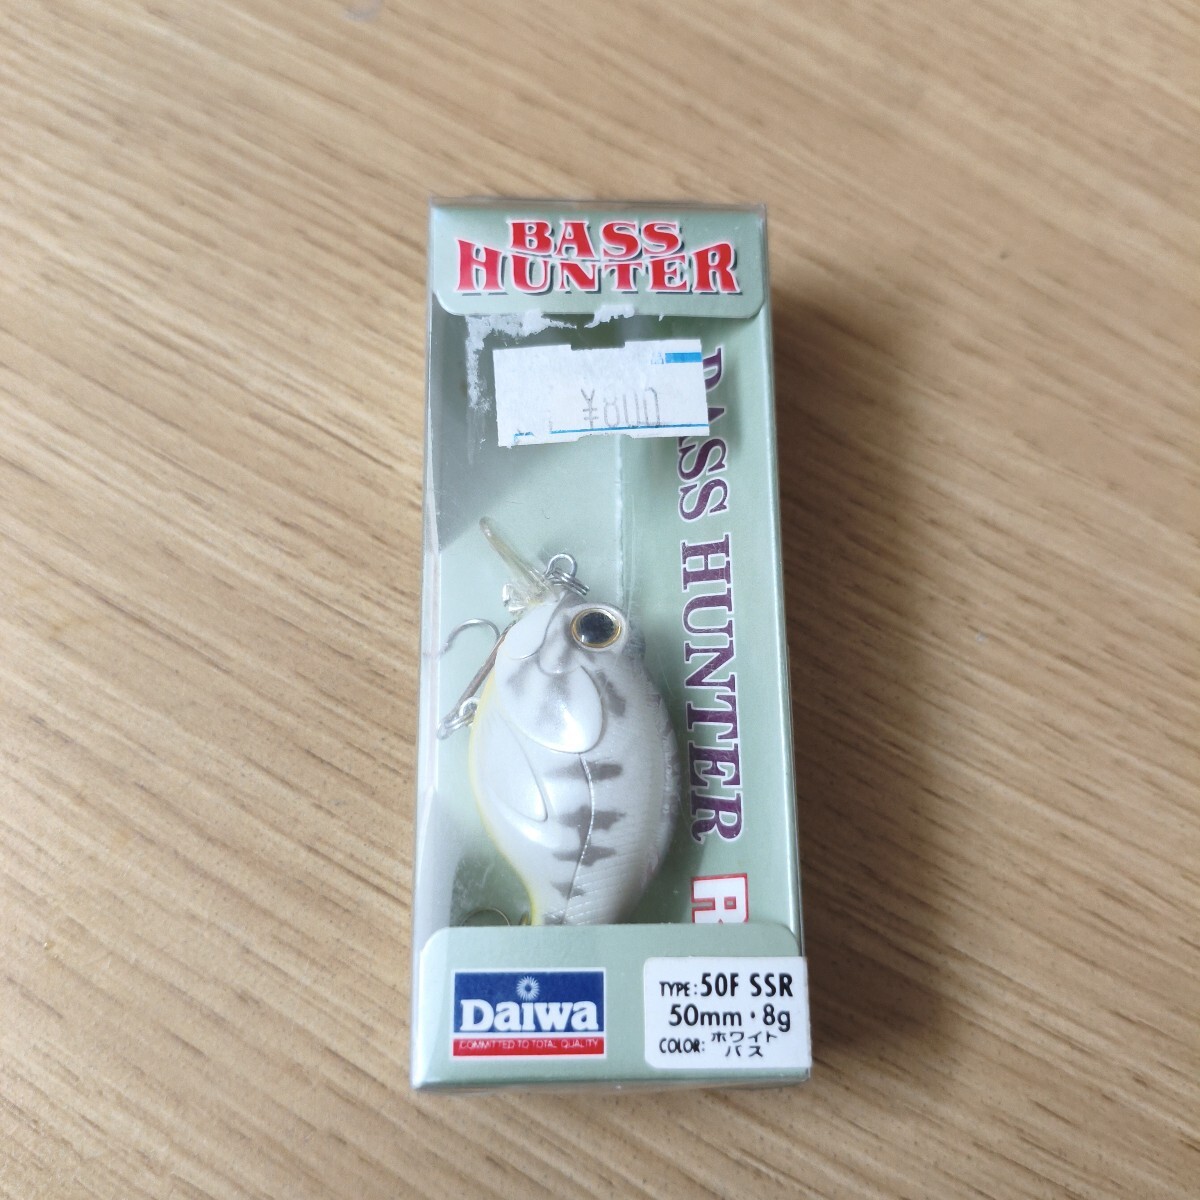 BASS
HUNTER
¥800
BASS HUNTER R
Daiwa
COMMITTED TO TOTAL QUALITY
TYPE:50F SSR
50mm・8g
COLOR:ホワイト
バス